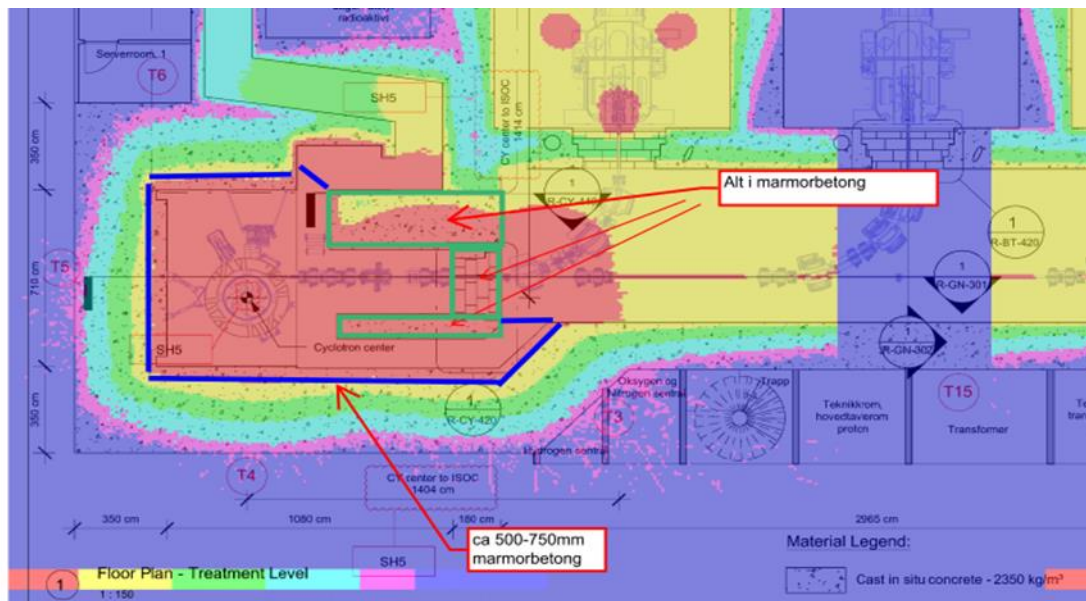 radioaktivt
Serverroom, 1
T6
SH5
CY center to ISOC
1414 cm
350 cm
Alt i marmorbetong
1
R-CY-440
1
R-BT-420
T5
710 cm
1
R-GN-301
SH5
Cyclotron center
1
R-GN-302
350 cm
1
R-CY-420
Oksygen og
Nitrogen sentral
Trapp
T3
Hydrogen sentral
Teknikkrom,
hovedtavlerom
proton
T15
Transformer
T4
CY center to ISOC
1404 cm
350 cm
1080 cm
180 cm
2965 cm
ca 500-750mm
marmorbetong
SH5
Material Legend:
1
Floor Plan - Treatment Level
1 : 150
Cast in situ concrete - 2350 kg/m³